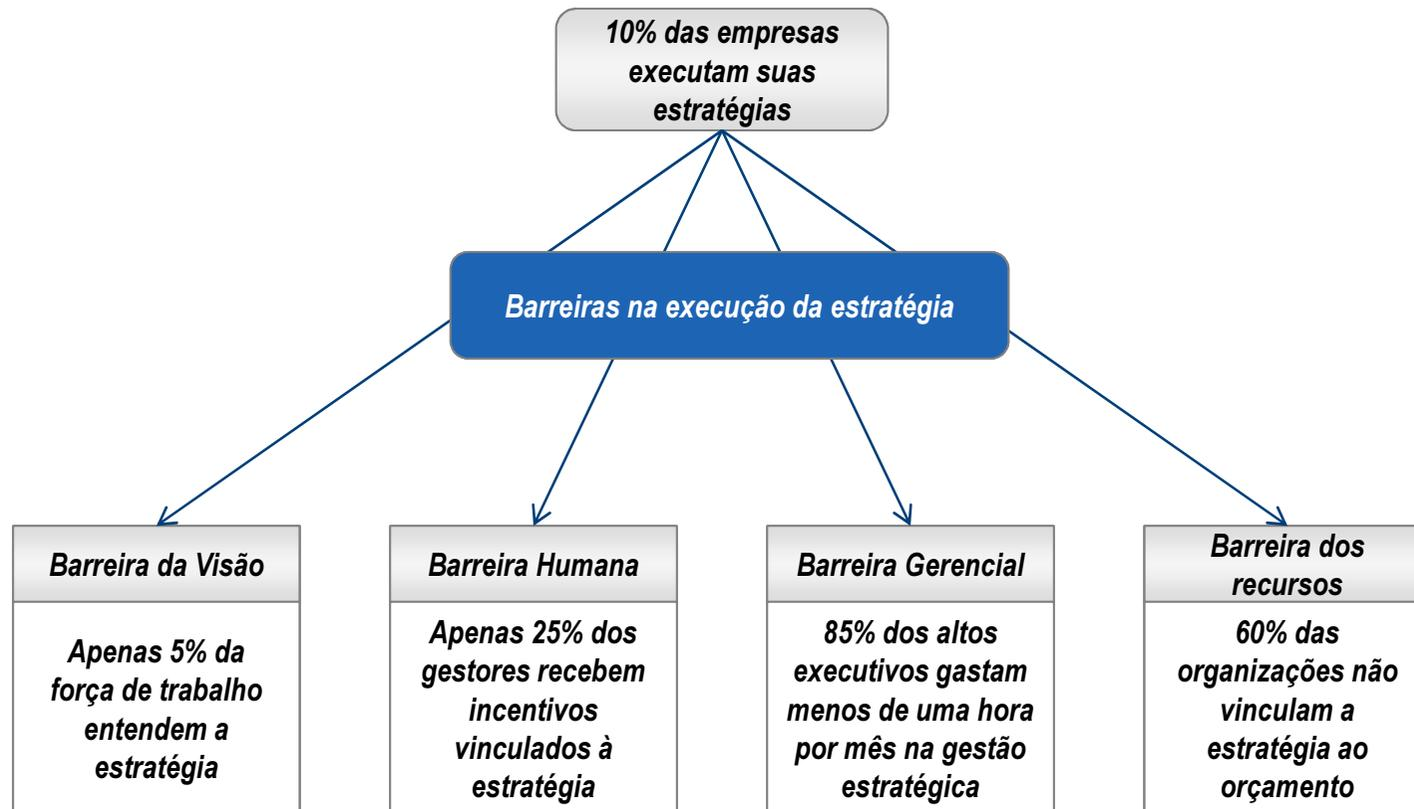 10% das empresas
executam suas
estratégias
Barreiras na execução da estratégia
Barreira da Visão
Apenas 5% da
força de trabalho
entendem a
estratégia
Barreira Humana
Apenas 25% dos
gestores recebem
incentivos
vinculados à
estratégia
Barreira Gerencial
85% dos altos
executivos gastam
menos de uma hora
por mês na gestão
estratégica
Barreira dos
recursos
60% das
organizações não
vinculam a
estratégia ao
orçamento